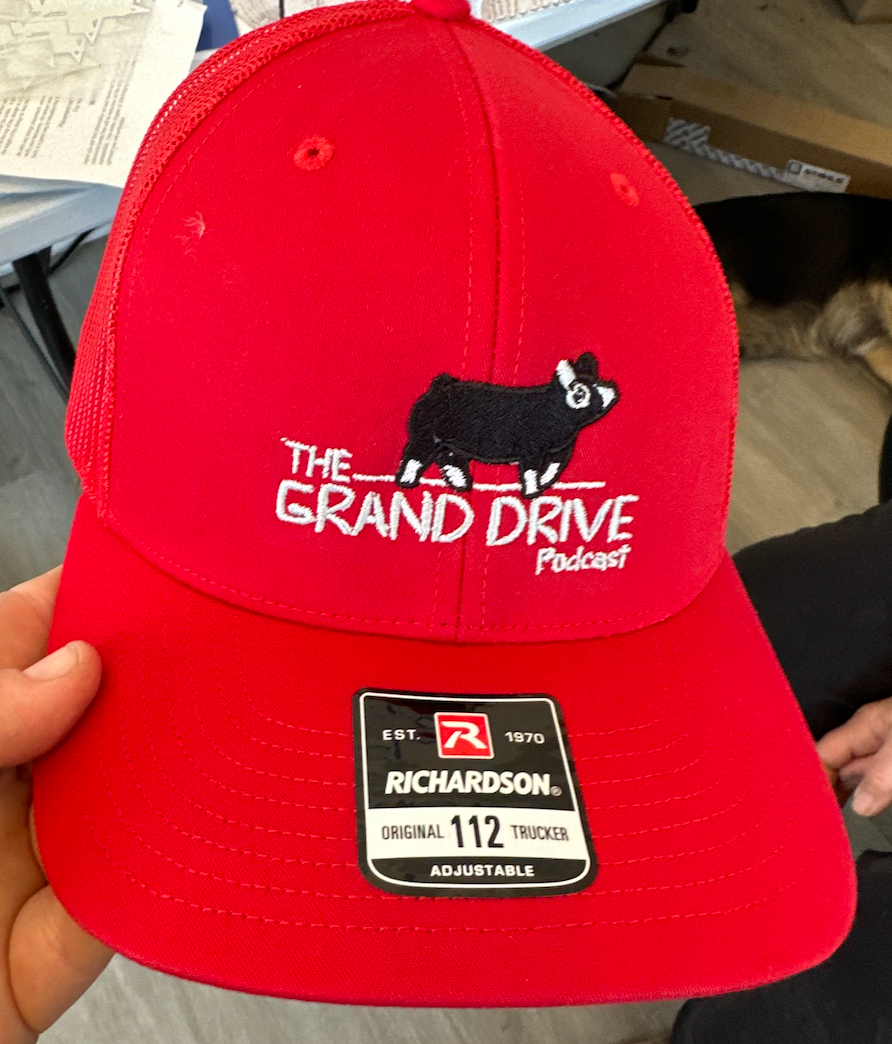 THE
GRAND DRIVE
Podcast
EST. R 1970
RICHARDSON®
ORIGINAL 112 TRUCKER
ADJUSTABLE